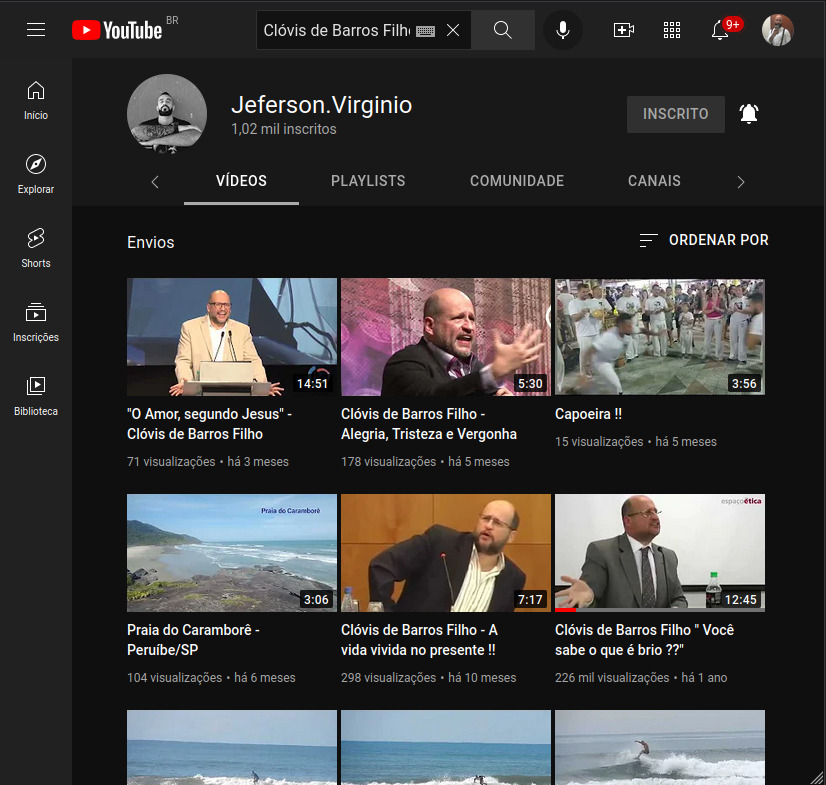 YouTube BR
Clóvis de Barros Filh
9+
Início
Explorar
Shorts
Inscrições
Biblioteca
Jeferson.Virginio
1,02 mil inscritos
INSCRITO
VÍDEOS PLAYLISTS COMUNIDADE CANAIS
Envios
ORDENAR POR
14:51
"O Amor, segundo Jesus" -
Clóvis de Barros Filho
71 visualizações • há 3 meses
5:30
Clóvis de Barros Filho -
Alegria, Tristeza e Vergonha
178 visualizações • há 5 meses
3:56
Capoeira !!
15 visualizações • há 5 meses
Praia do Caramborê
3:06
Praia do Caramborê -
Peruíbe/SP
104 visualizações • há 6 meses
7:17
Clóvis de Barros Filho - A
vida vivida no presente !!
298 visualizações • há 10 meses
espaçoética
12:45
Clóvis de Barros Filho " Você
sabe o que é brio ??"
226 mil visualizações • há 1 ano